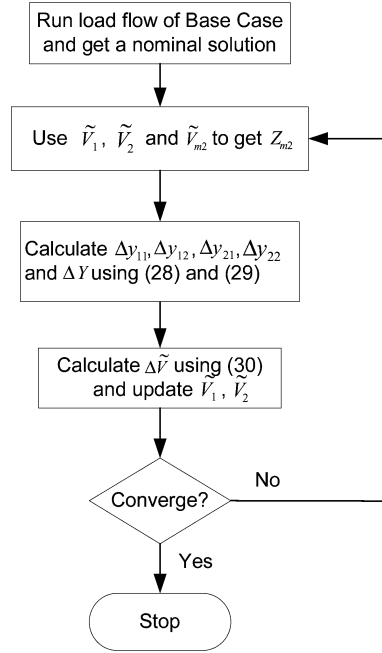 Run load flow of Base Case
and get a nominal solution
Use Ṽ₁, Ṽ₂ and Ṽₘ₂ to get Zₘ₂
Calculate Δy₁₁, Δy₁₂, Δy₂₁, Δy₂₂
and ΔY using (28) and (29)
Calculate ΔṼ using (30)
and update Ṽ₁, Ṽ₂
Converge?
No
Yes
Stop